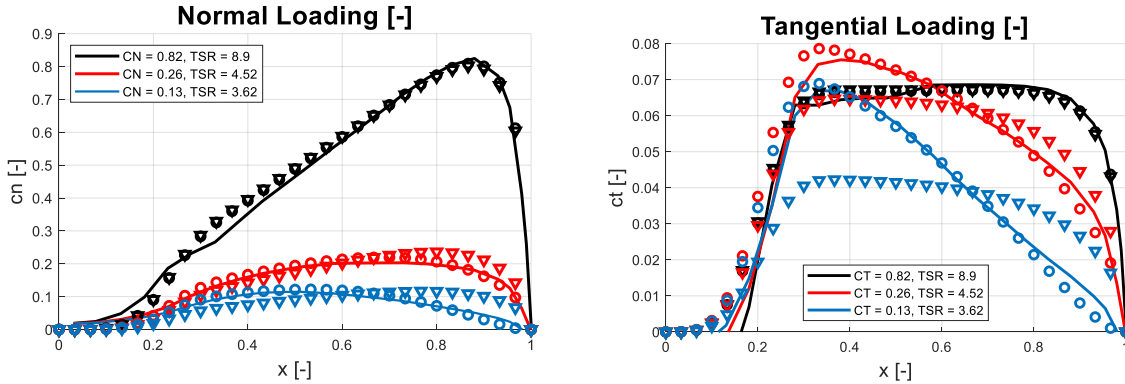 Normal Loading [-]
0.9
0.8
0.7
0.6
0.5
0.4
0.3
0.2
0.1
0
cn [-]
CN = 0.82, TSR = 8.9
CN = 0.26, TSR = 4.52
CN = 0.13, TSR = 3.62
0 0.2 0.4 0.6 0.8 1
x [-]
Tangential Loading [-]
0.08
0.07
0.06
0.05
0.04
0.03
0.02
0.01
0
ct [-]
CT = 0.82, TSR = 8.9
CT = 0.26, TSR = 4.52
CT = 0.13, TSR = 3.62
0 0.2 0.4 0.6 0.8 1
x [-]